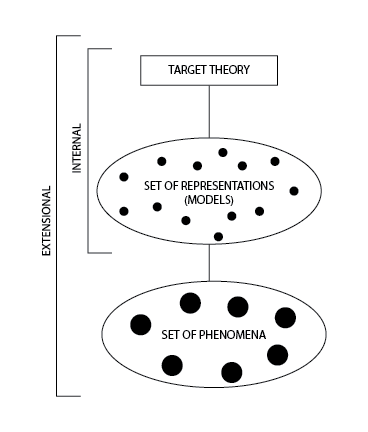 TARGET THEORY
INTERNAL
EXTENSIONAL
SET OF REPRESENTATIONS
(MODELS)
SET OF PHENOMENA